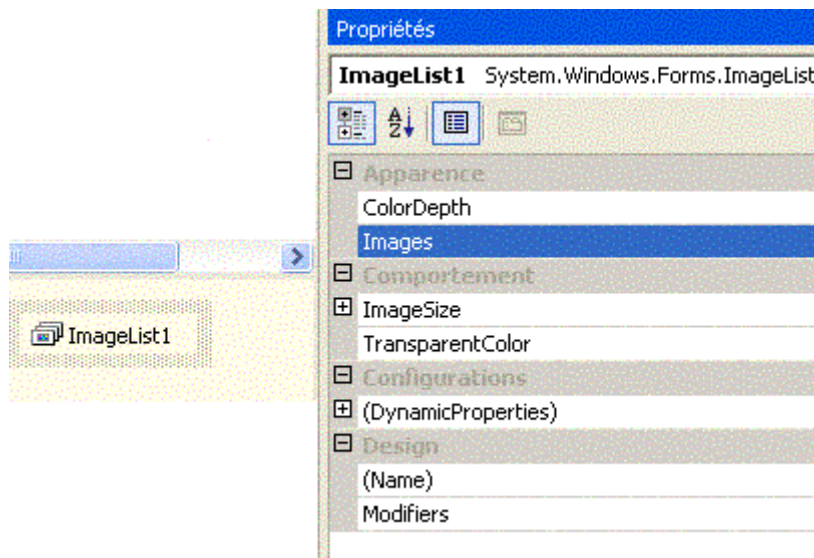 Propriétés
ImageList1 System.Windows.Forms.ImageList
Apparence
ColorDepth
Images
Comportement
ImageSize
TransparentColor
Configurations
(DynamicProperties)
Design
(Name)
Modifiers
ImageList1